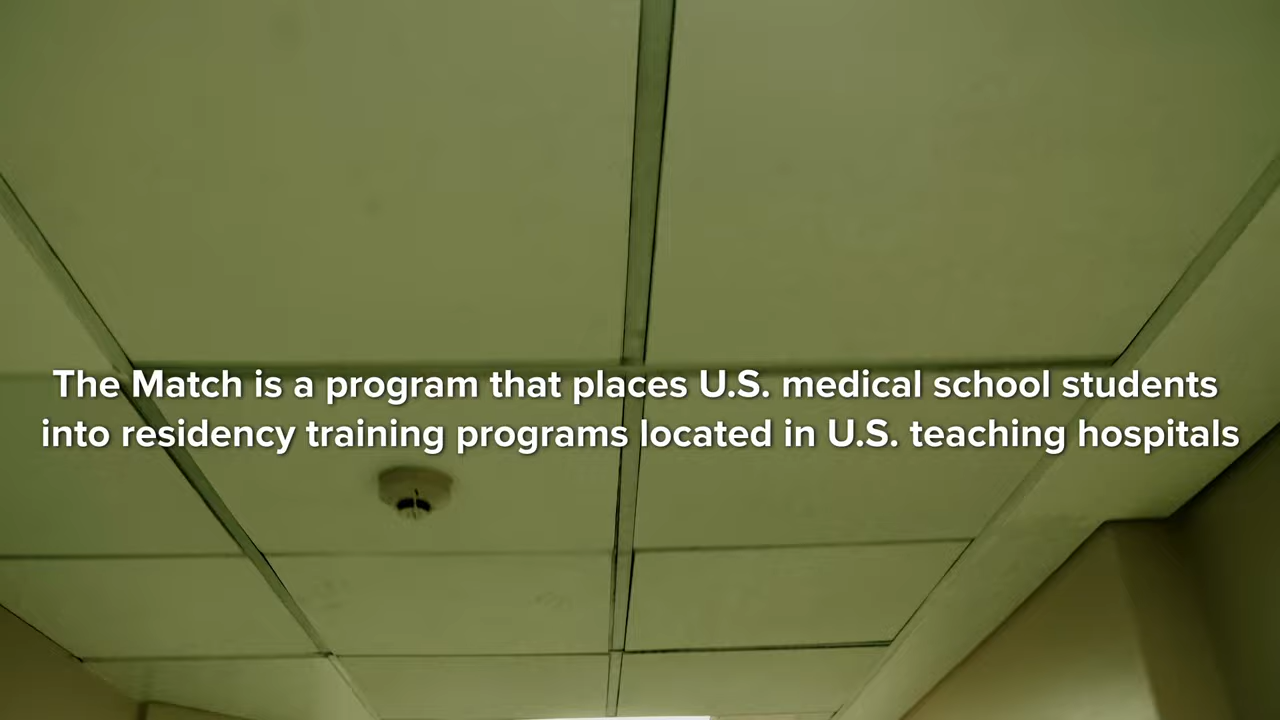 The Match is a program that places U.S. medical school students
into residency training programs located in U.S. teaching hospitals